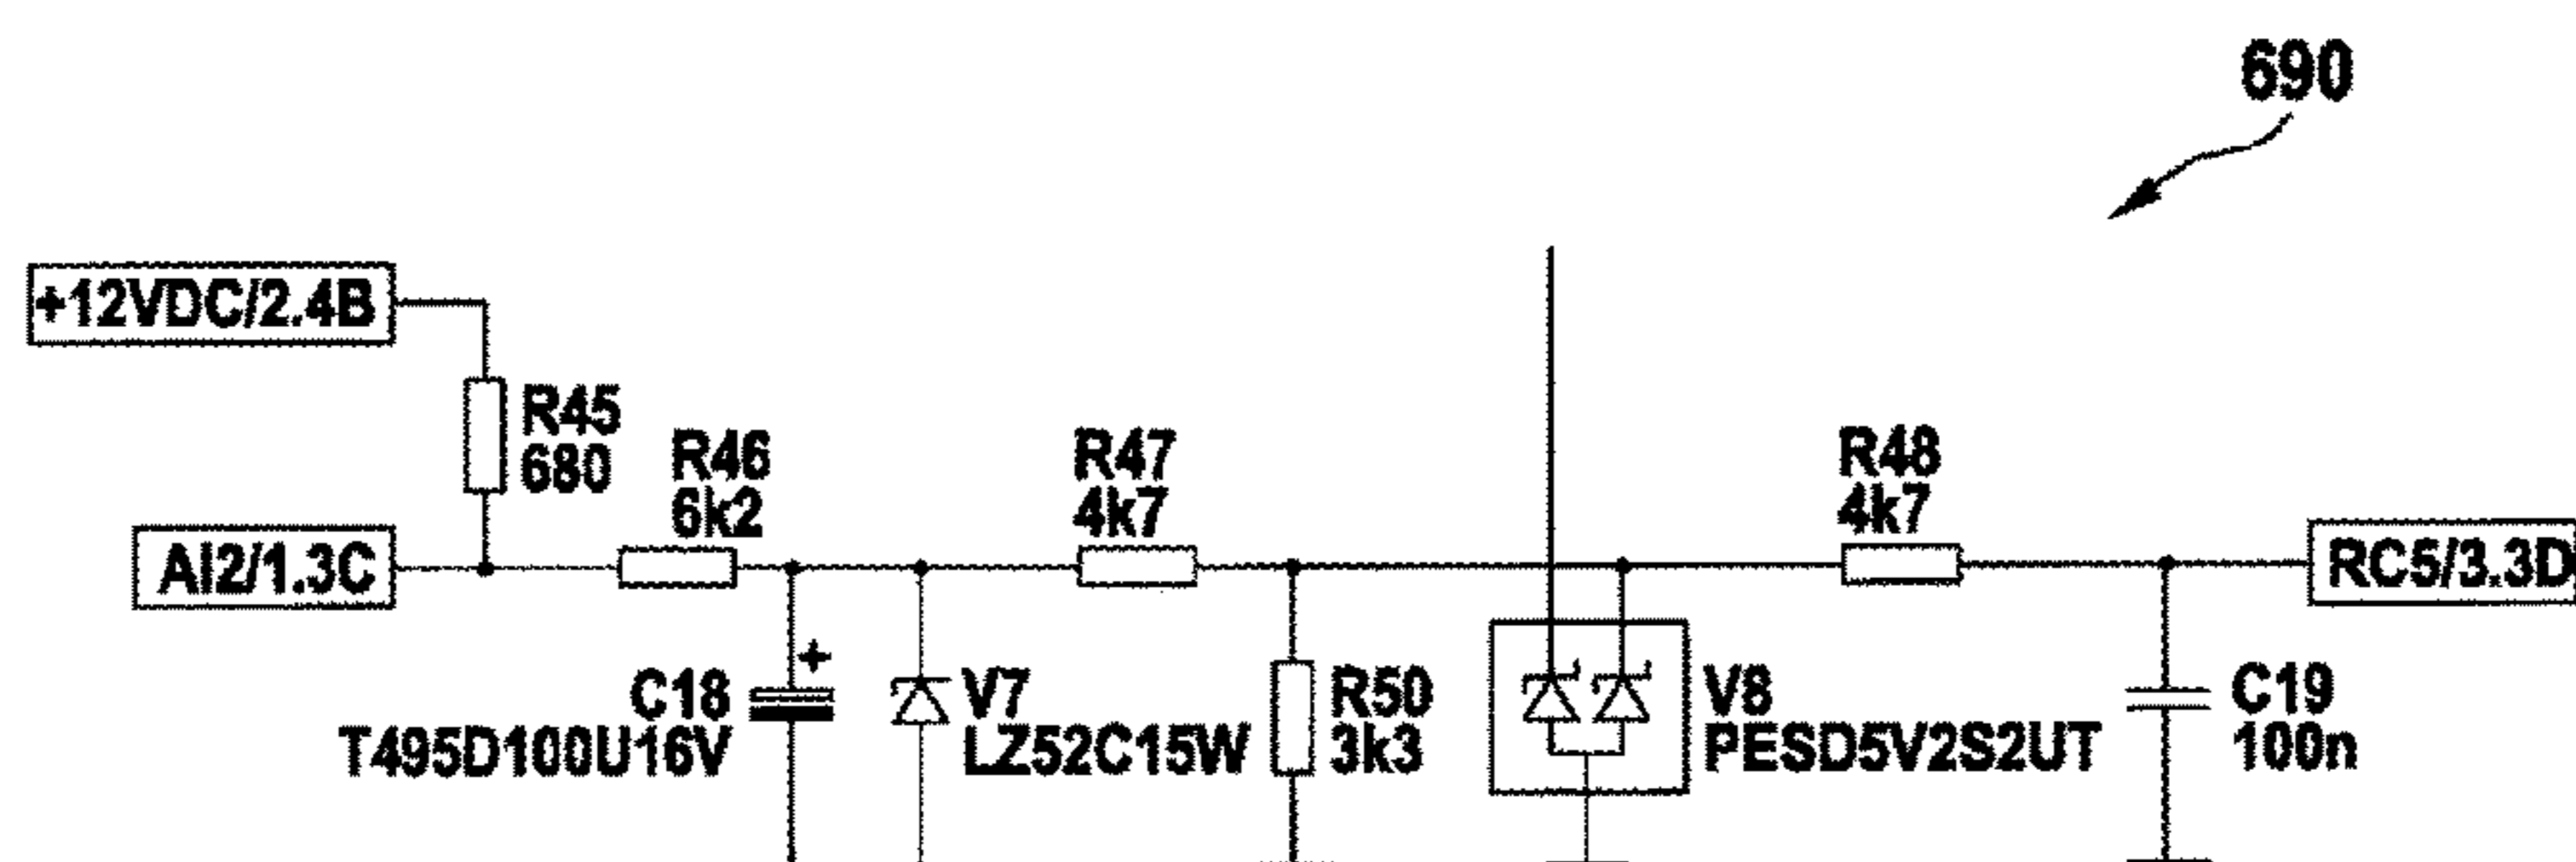 690
+12VDC/2.4B
R45
680
R46
6k2
R47
4k7
R48
4k7
AI2/1.3C
RC5/3.3D
+
C18
T495D100U16V
V7
LZ52C15W
R50
3k3
V8
PESD5V2S2UT
C19
100n